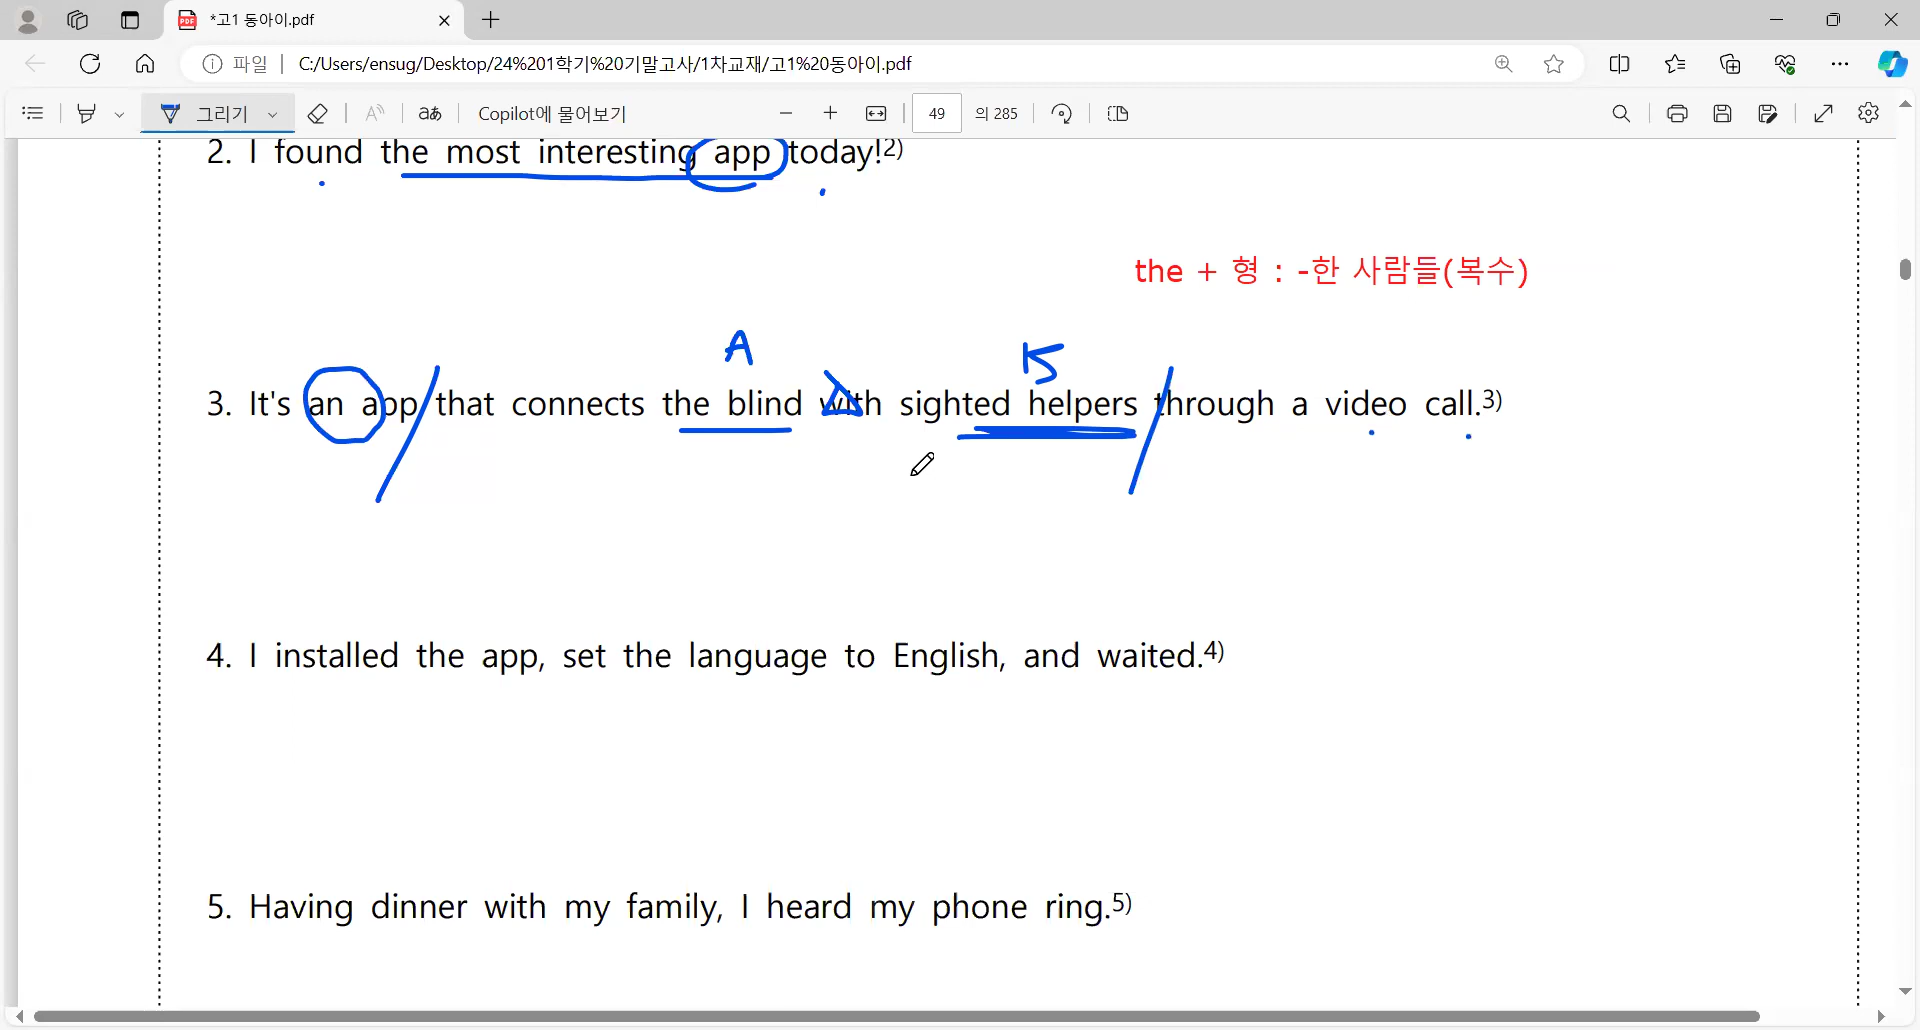 *고1 동아이.pdf
파일 | C:/Users/ensug/Desktop/24%201학기%20기말고사/1차교재/고1%20동아이.pdf
그리기 Copilot에 물어보기 49 의 285
2. I found the most interesting app today!2)
the + 형 : -한 사람들(복수)
A
3. It's an app that connects the blind with sighted helpers through a video call.3)
4. I installed the app, set the language to English, and waited.4)
5. Having dinner with my family, I heard my phone ring.5)